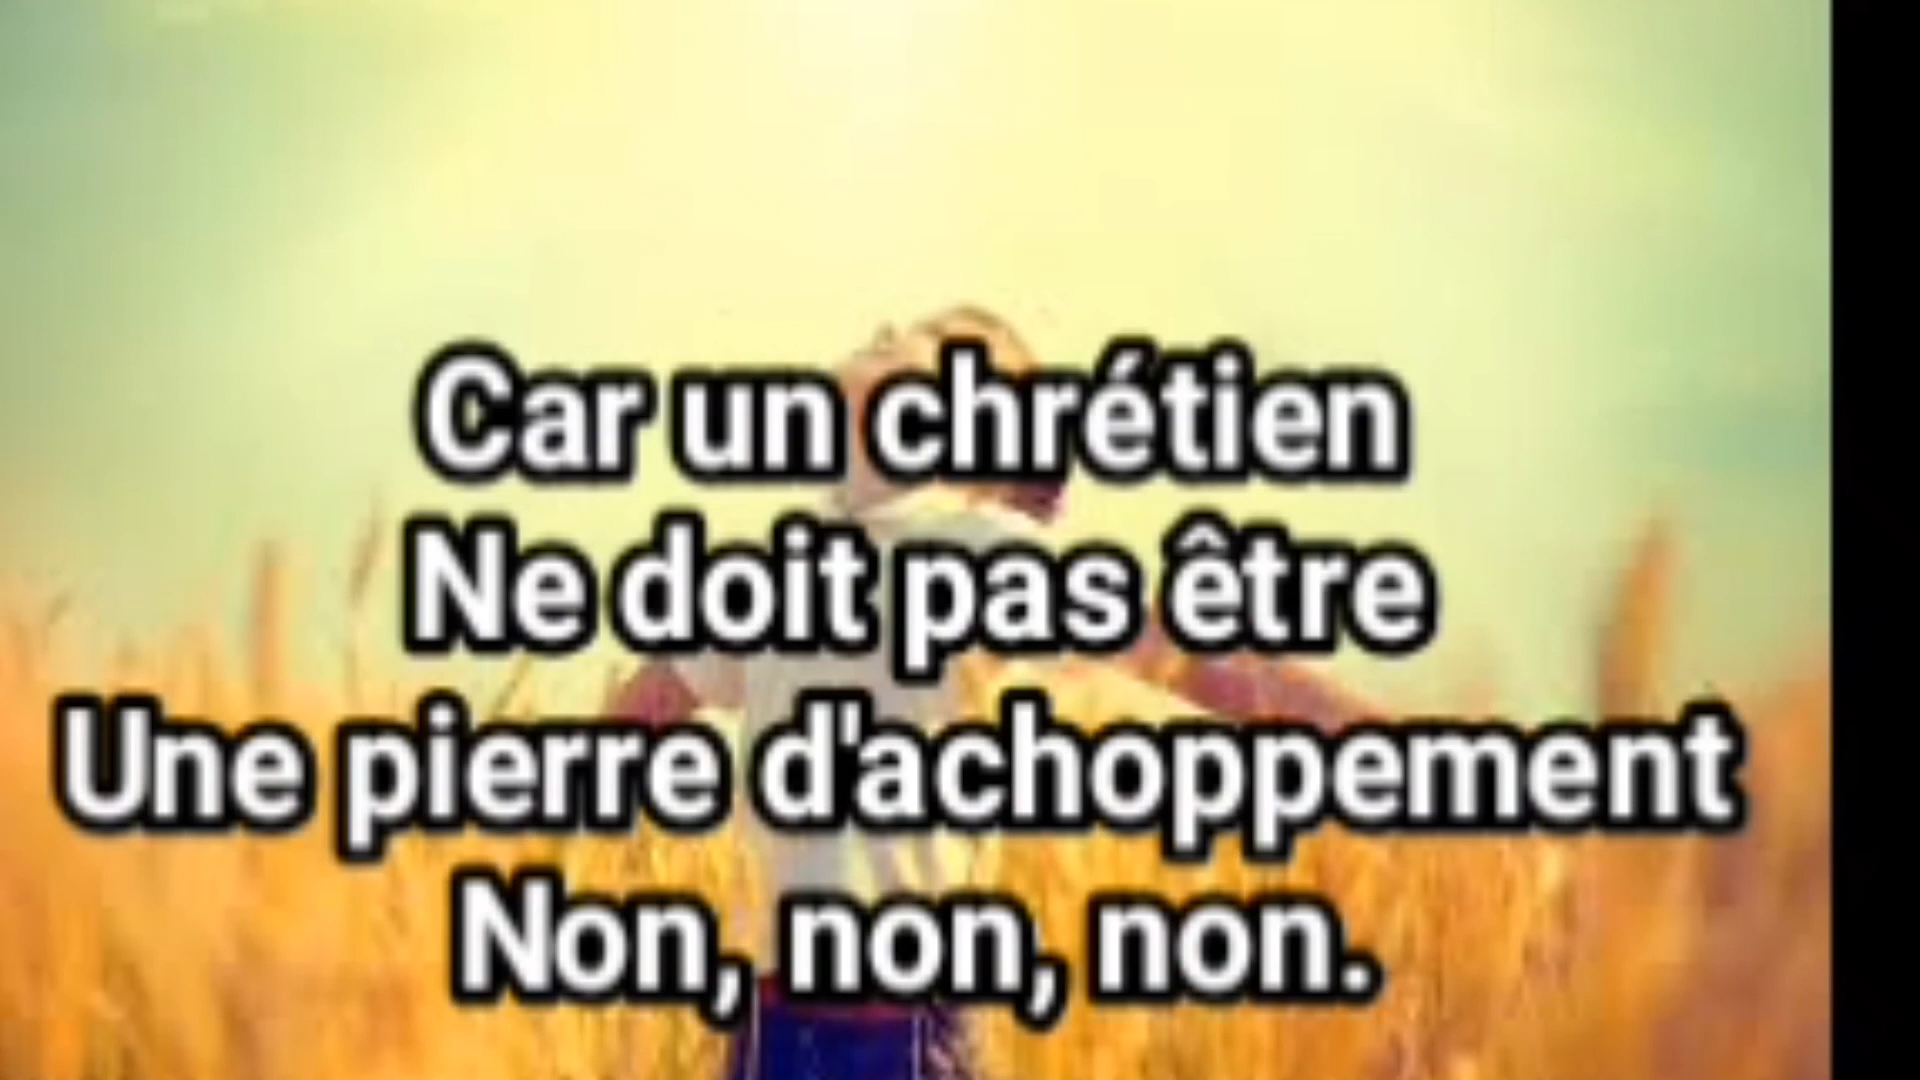 Car un chrétien
Ne doit pas être
Une pierre d'achoppement
Non, non, non.